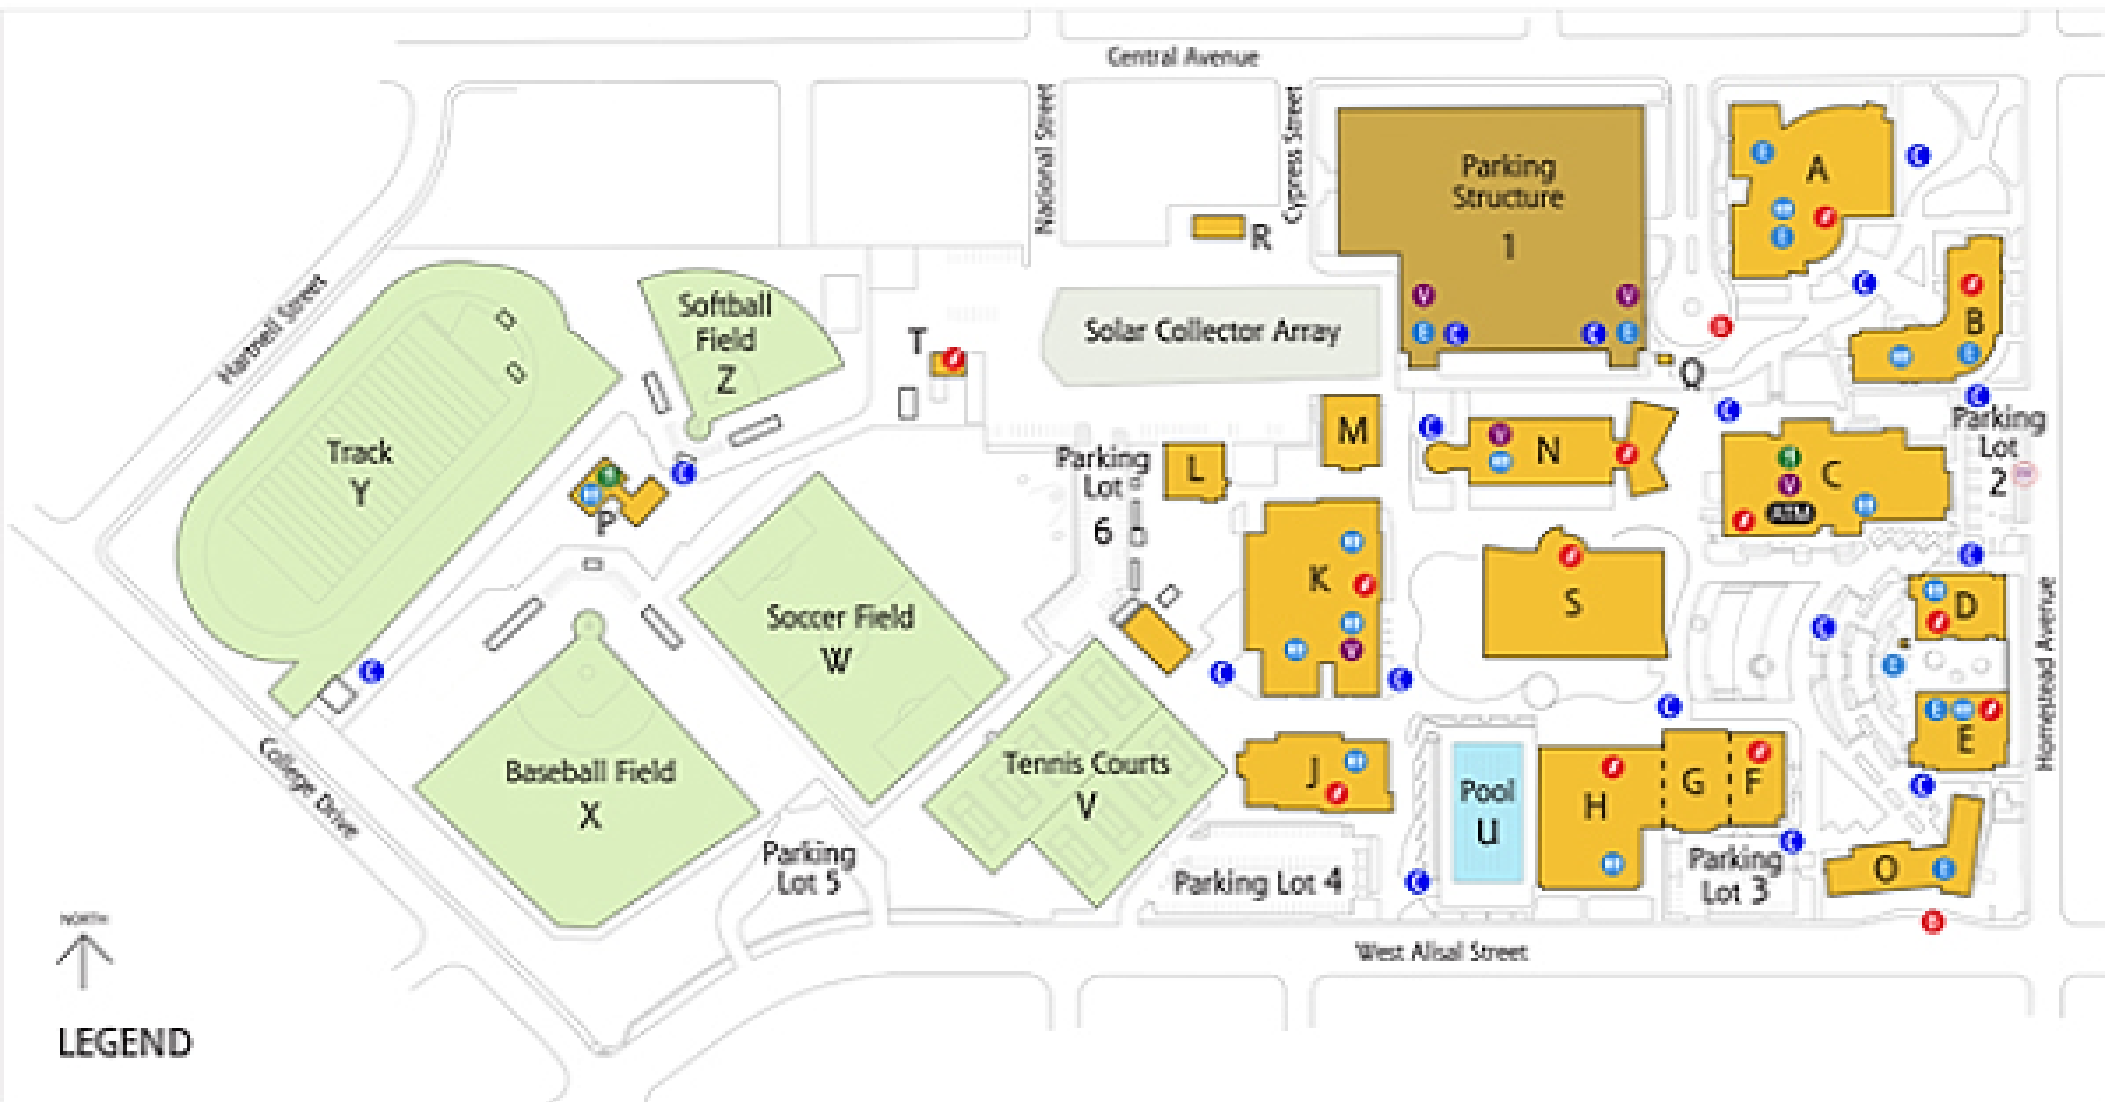 Central Avenue
Nacional Street
Cypress Street
Hartnell Street
College Drive
West Alisal Street
Homestead Avenue
Parking
Structure
1
A
B
Parking
Lot
2
C
ATM
V
D
E
F
G
H
Pool
U
J
K
L
M
N
V
O
Parking
Lot 3
Parking Lot 4
Parking
Lot 5
Parking
Lot
6
P
Q
R
S
T
Solar Collector Array
Softball
Field
Z
Track
Y
Soccer Field
W
Baseball Field
X
Tennis Courts
V
NORTH
LEGEND